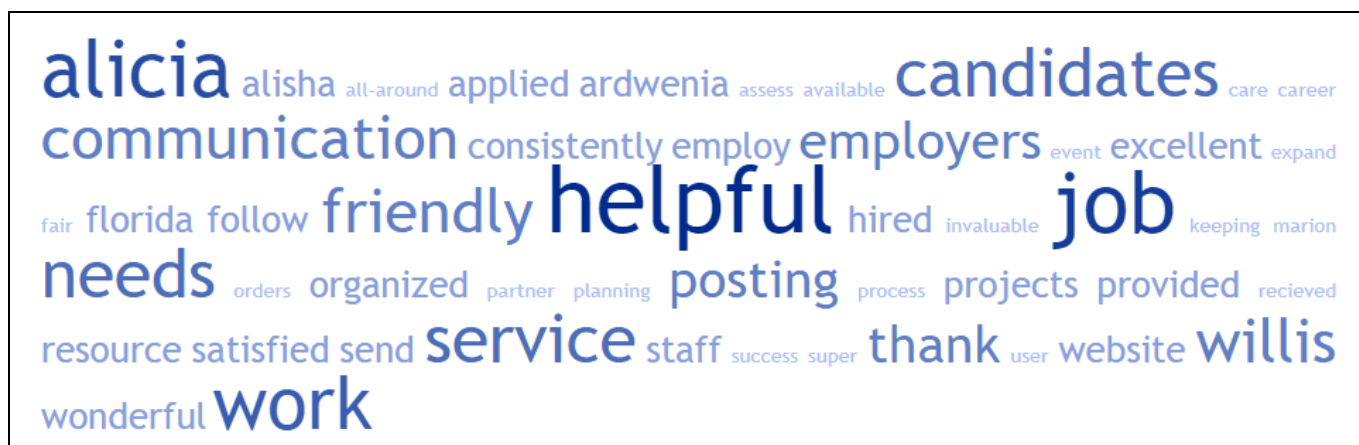 alicia alisha all-around applied ardwenia assess available candidates care career
communication consistently employ employers event excellent expand
fair florida follow friendly helpful hired invaluable job keeping marion
needs orders organized partner planning posting process projects provided recieved
resource satisfied send service staff success super thank user website willis
wonderful work